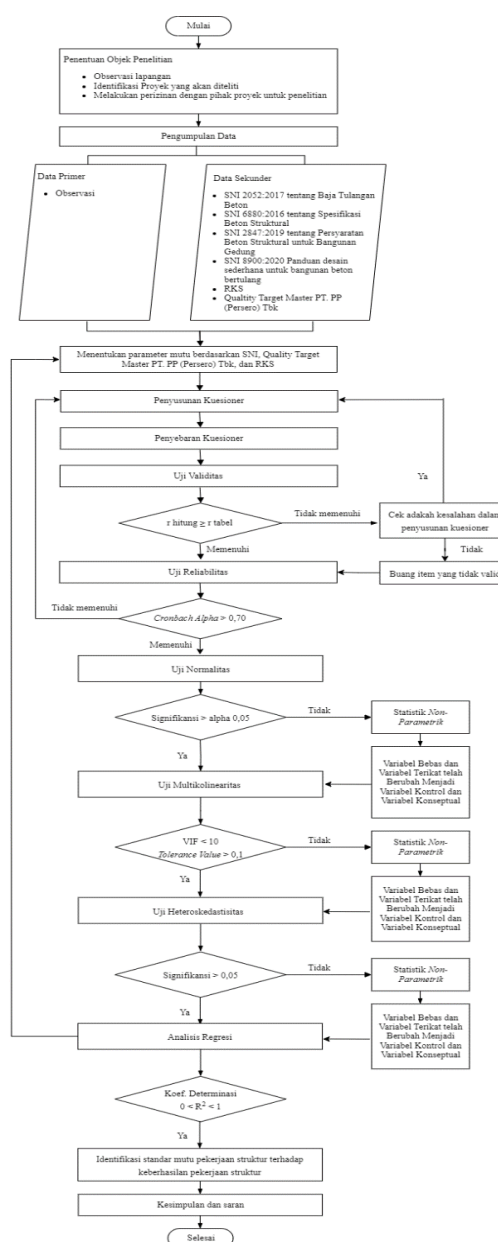 Mulai
Penentuan Objek Penelitian
• Observasi lapangan
• Identifikasi Proyek yang akan diteliti
• Melakukan perizinan dengan pihak proyek untuk penelitian
Pengumpulan Data
Data Primer
• Observasi
Data Sekunder
• SNI 2052:2017 tentang Baja Tulangan
Beton
• SNI 6880:2016 tentang Spesifikasi
Beton Struktural
• SNI 2847:2019 tentang Persyaratan
Beton Struktural untuk Bangunan
Gedung
• SNI 8900:2020 Panduan desain
sederhana untuk bangunan beton
bertulang
• RKS
• Qualtity Target Master PT. PP
(Persero) Tbk
Menentukan parameter mutu berdasarkan SNI, Quality Target
Master PT. PP (Persero) Tbk, dan RKS
Penyusunan Kuesioner
Penyebaran Kuesioner
Uji Validitas
Ya
r hitung ≥ r tabel
Tidak memenuhi
Cek adakah kesalahan dalam
penyusunan kuesioner
Memenuhi
Tidak
Uji Reliabilitas
Buang item yang tidak valid
Tidak memenuhi
Cronbach Alpha > 0,70
Memenuhi
Uji Normalitas
Signifikansi > alpha 0,05
Tidak
Statistik Non-
Parametrik
Ya
Uji Multikolinearitas
Variabel Bebas dan
Variabel Terikat telah
Berubah Menjadi
Variabel Kontrol dan
Variabel Konseptual
VIF < 10
Tolerance Value > 0,1
Tidak
Statistik Non-
Parametrik
Ya
Uji Heteroskedastisitas
Variabel Bebas dan
Variabel Terikat telah
Berubah Menjadi
Variabel Kontrol dan
Variabel Konseptual
Signifikansi > 0,05
Tidak
Statistik Non-
Parametrik
Ya
Analisis Regresi
Variabel Bebas dan
Variabel Terikat telah
Berubah Menjadi
Variabel Kontrol dan
Variabel Konseptual
Koef. Determinasi
0 < R² < 1
Ya
Identifikasi standar mutu pekerjaan struktur terhadap
keberhasilan pekerjaan struktur
Kesimpulan dan saran
Selesai